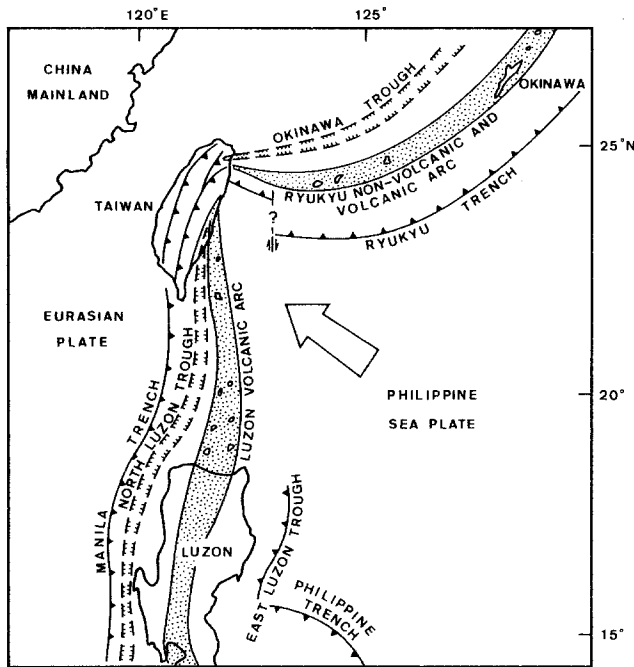 120°E
125°
CHINA
MAINLAND
OKINAWA TROUGH
OKINAWA
25°N
RYUKYU NON-VOLCANIC AND
VOLCANIC ARC
TAIWAN
?
RYUKYU TRENCH
EURASIAN
PLATE
LUZON VOLCANIC ARC
MANILA TRENCH
NORTH LUZON TROUGH
PHILIPPINE
SEA PLATE
20°
LUZON
EAST LUZON TROUGH
PHILIPPINE
TRENCH
15°